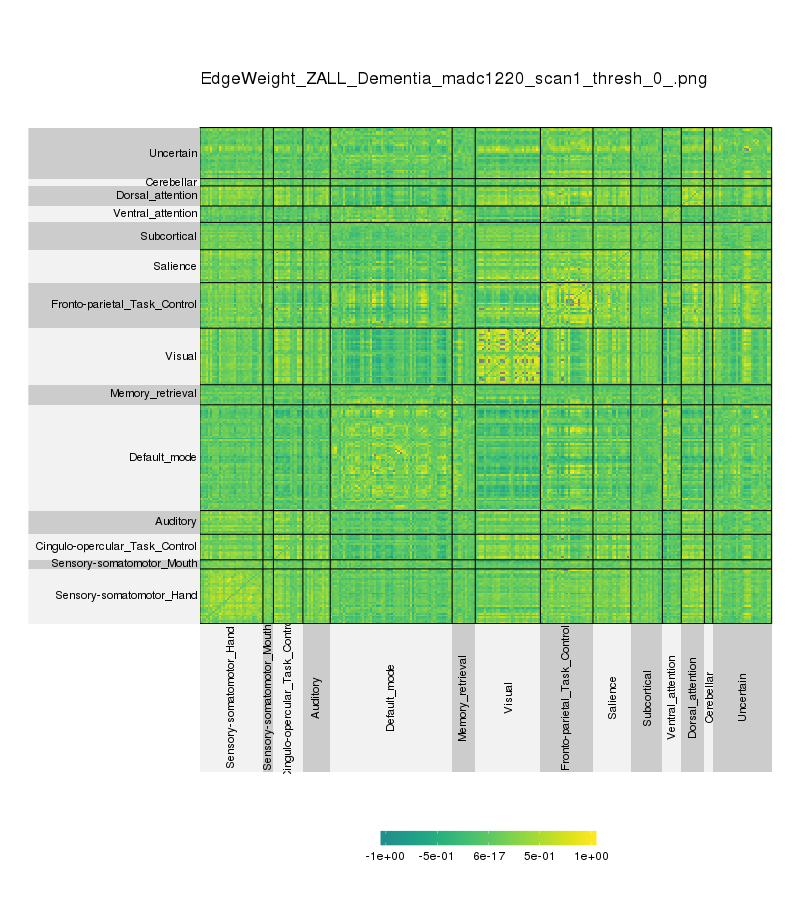 EdgeWeight_ZALL_Dementia_madc1220_scan1_thresh_0_.png
Uncertain
Cerebellar
Dorsal_attention
Ventral_attention
Subcortical
Salience
Fronto-parietal_Task_Control
Visual
Memory_retrieval
Default_mode
Auditory
Cingulo-opercular_Task_Control
Sensory-somatomotor_Mouth
Sensory-somatomotor_Hand
Sensory-somatomotor_Hand
Sensory-somatomotor_Mouth
Cingulo-opercular_Task_Control
Auditory
Default_mode
Memory_retrieval
Visual
Fronto-parietal_Task_Control
Salience
Subcortical
Ventral_attention
Dorsal_attention
Cerebellar
Uncertain
-1e+00 -5e-01 6e-17 5e-01 1e+00